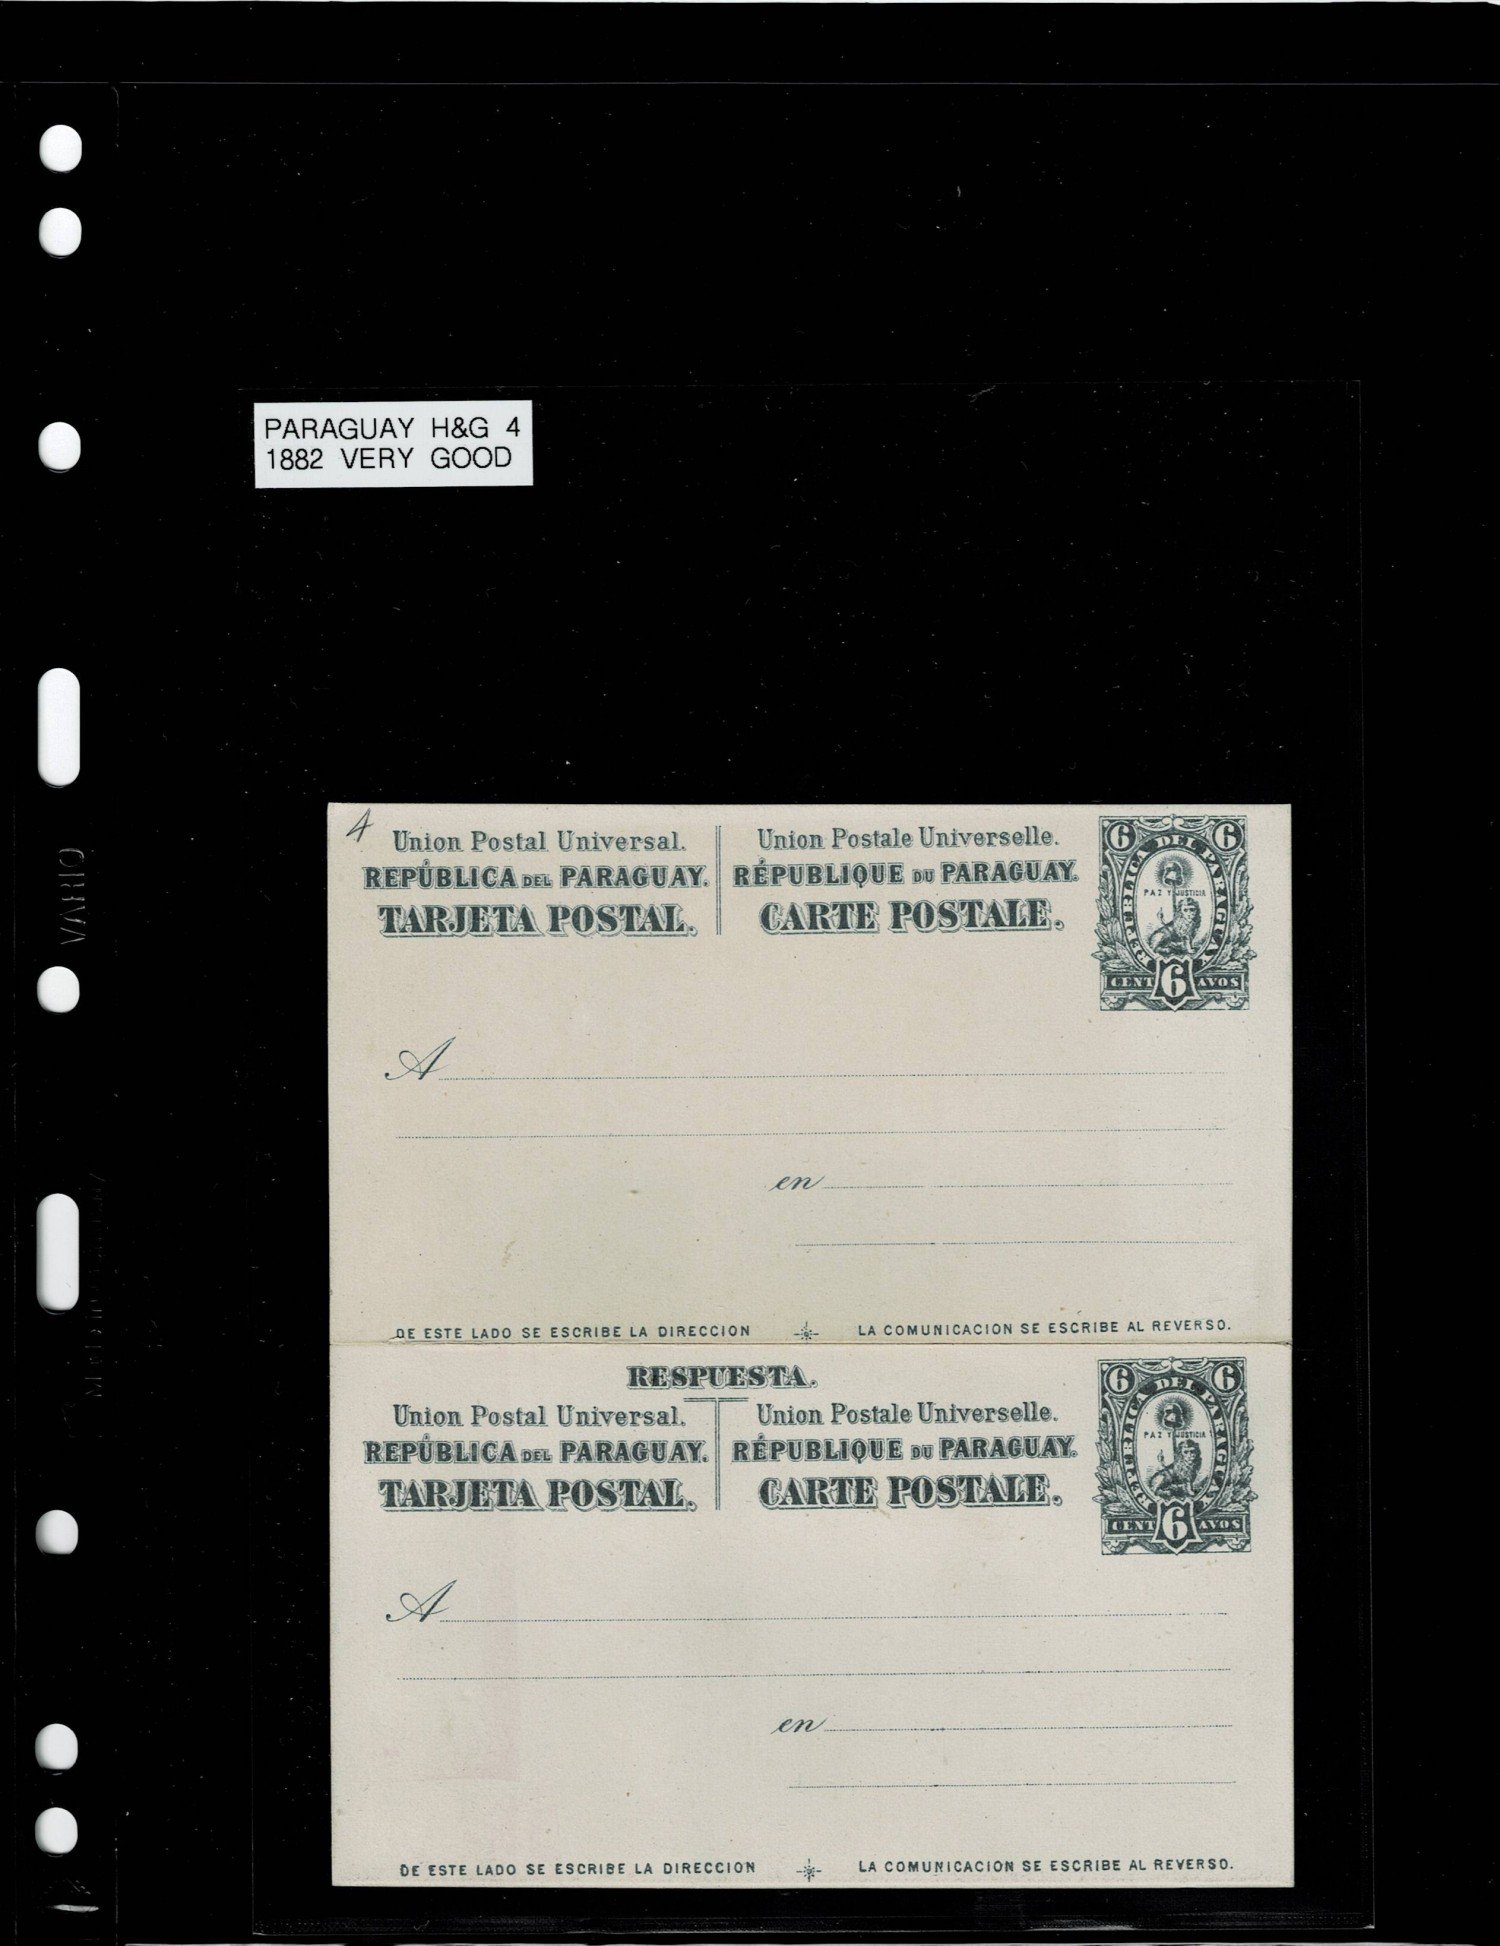 PARAGUAY H&G 4
1882 VERY GOOD
VARIO
4
Union Postal Universal.
REPÚBLICA DEL PARAGUAY.
TARJETA POSTAL.
Union Postale Universelle.
RÉPUBLIQUE DU PARAGUAY.
CARTE POSTALE.
6 6
REPUBLICA DEL PARAGUAY
PAZ Y JUSTICIA
CENT 6 AVOS
A
en
DE ESTE LADO SE ESCRIBE LA DIRECCION
LA COMUNICACION SE ESCRIBE AL REVERSO.
RESPUESTA.
Union Postal Universal.
REPÚBLICA DEL PARAGUAY.
TARJETA POSTAL.
Union Postale Universelle.
RÉPUBLIQUE DU PARAGUAY.
CARTE POSTALE.
6 6
REPUBLICA DEL PARAGUAY
PAZ Y JUSTICIA
CENT 6 AVOS
A
en
DE ESTE LADO SE ESCRIBE LA DIRECCION
LA COMUNICACION SE ESCRIBE AL REVERSO.